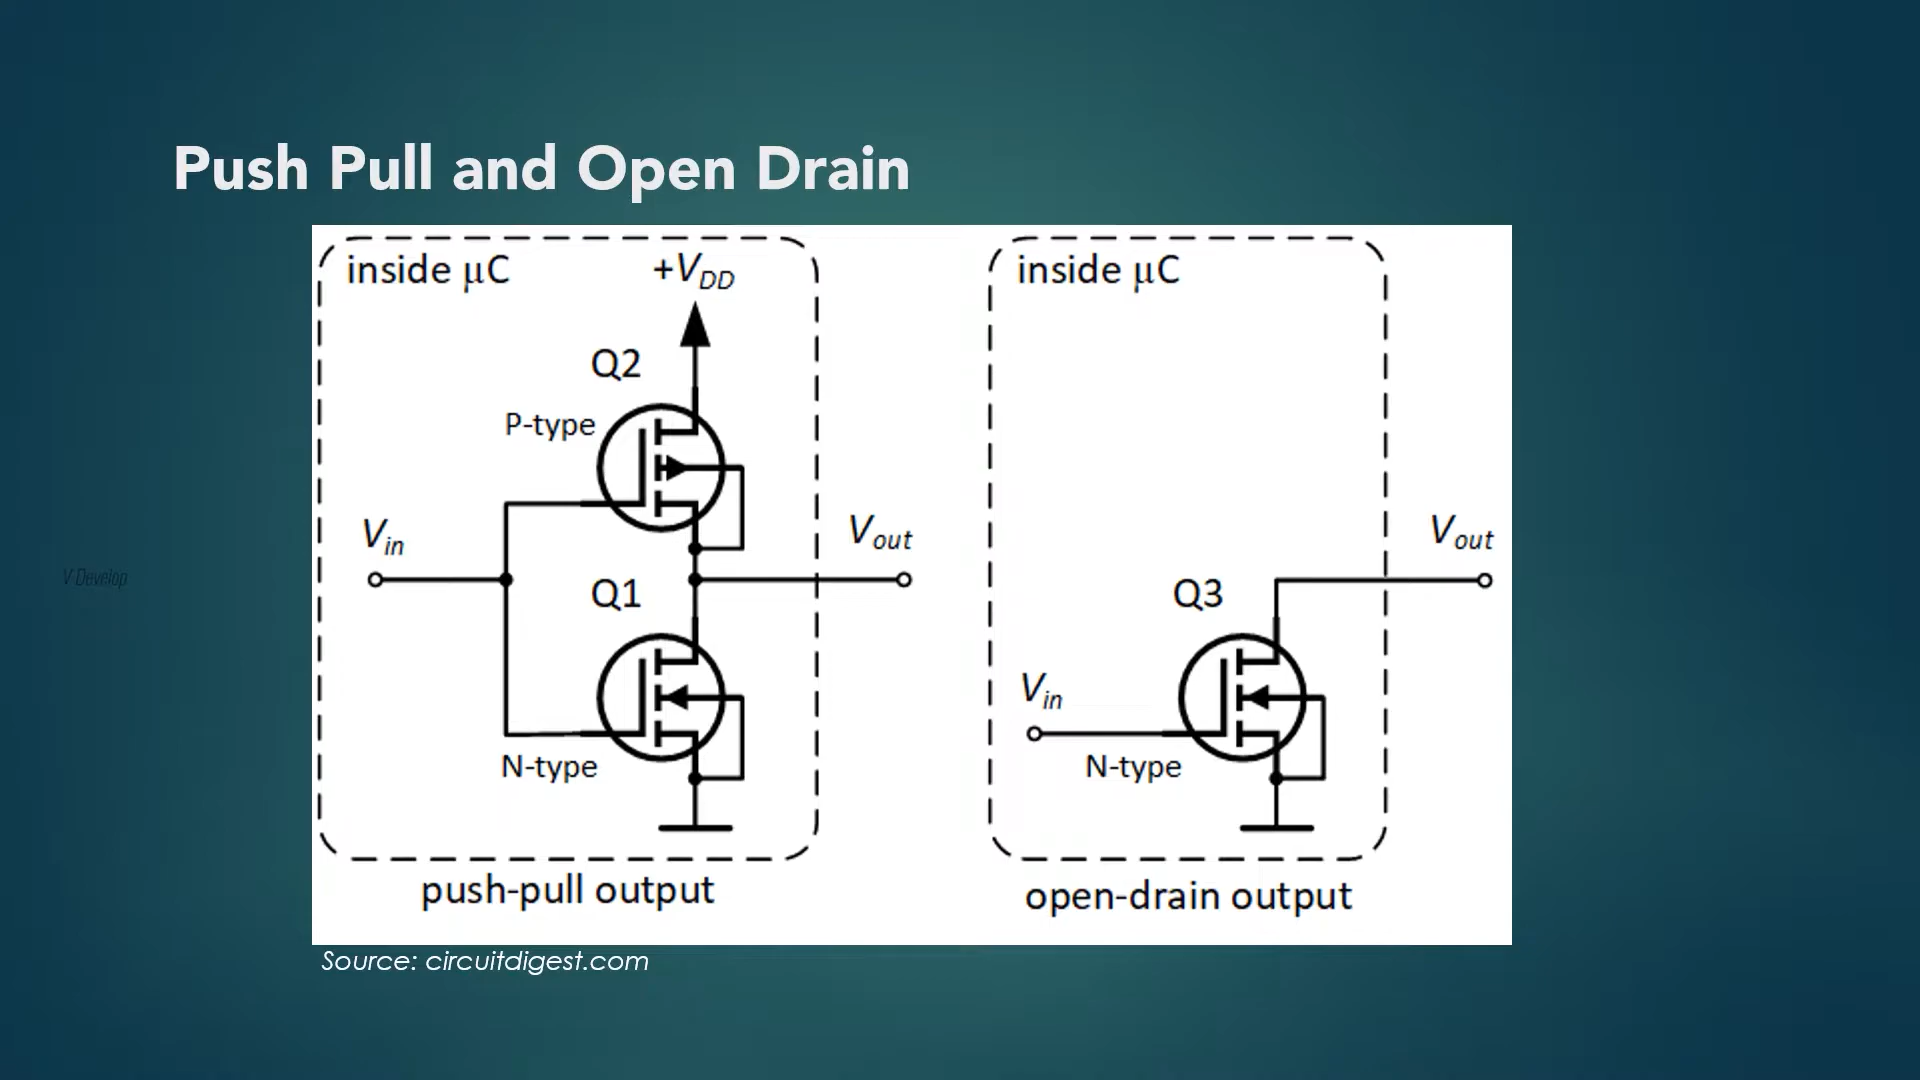 Push Pull and Open Drain
inside μC
+VDD
Q2
P-type
Vin
Vout
Q1
N-type
push-pull output
inside μC
Vout
Q3
Vin
N-type
open-drain output
Source: circuitdigest.com
V Develop